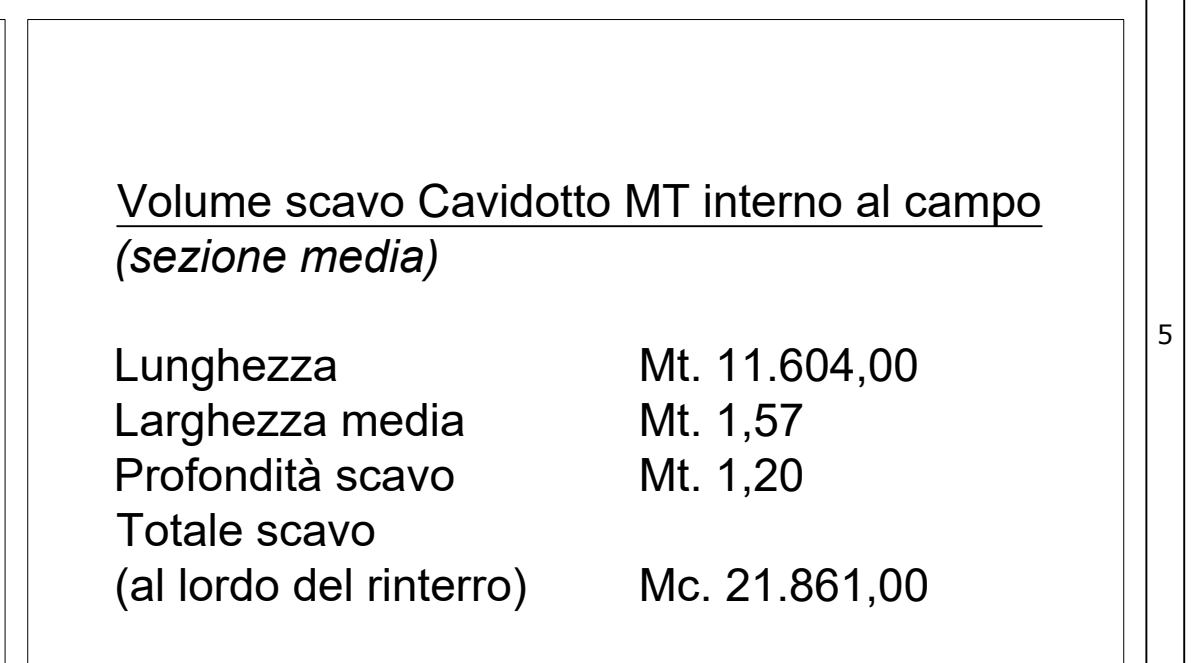 Volume scavo Cavidotto MT interno al campo
(sezione media)
Lunghezza Mt. 11.604,00
Larghezza media Mt. 1,57
Profondità scavo Mt. 1,20
Totale scavo
(al lordo del rinterro) Mc. 21.861,00
5